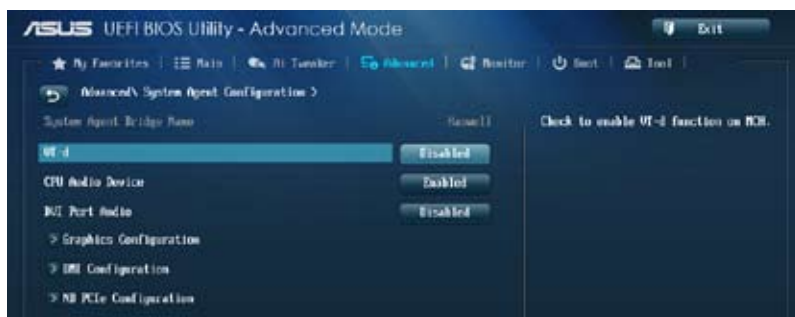 ASUS UEFI BIOS Utility - Advanced Mode
Exit
My Favorites | Main | Ai Tweaker | Advanced | Monitor | Boot | Tool
Advanced\ System Agent Configuration >
System Agent Bridge Name Haswell
Check to enable VT-d function on MCH.
VT-d Disabled
CPU Audio Device Enabled
DVI Port Audio Disabled
> Graphics Configuration
> DMI Configuration
> NB PCIe Configuration